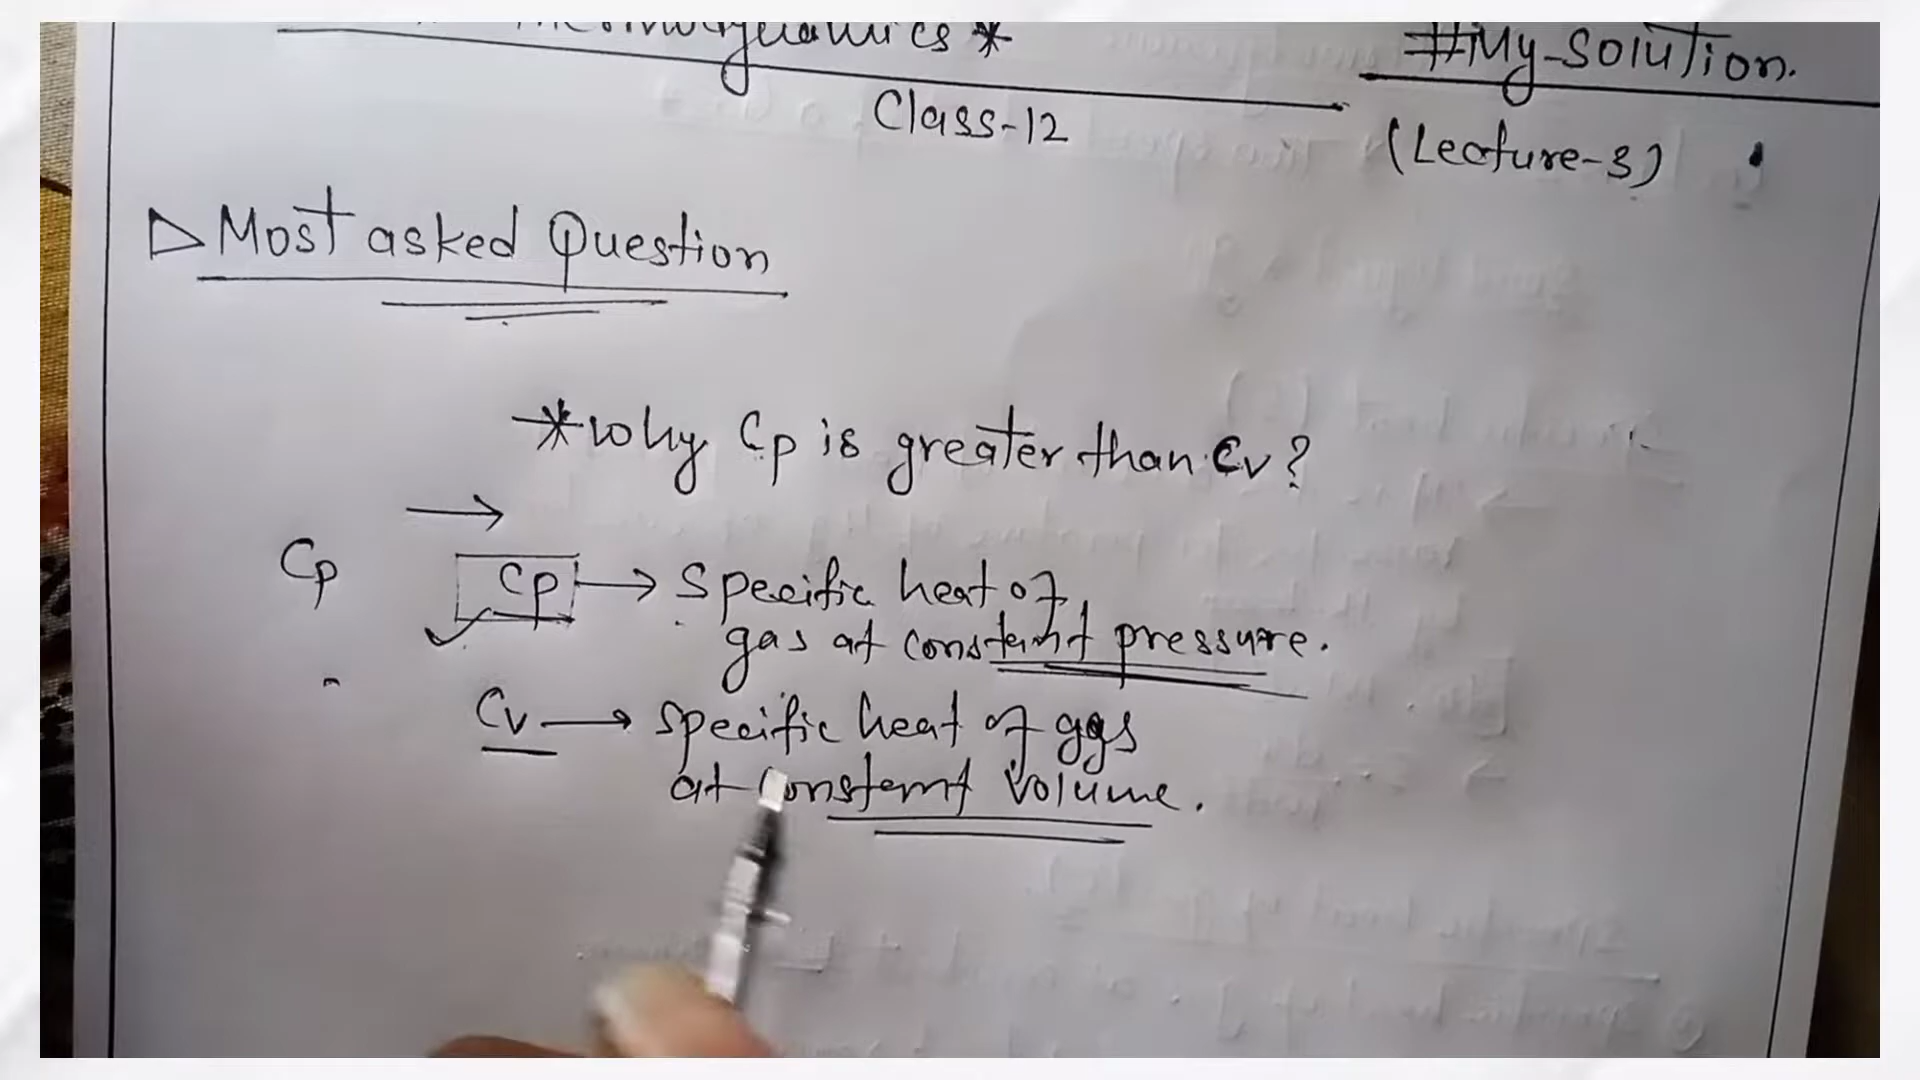 Thermodynamics *
#My-Solution.
Class-12
(Lecture-3)
Most asked Question
* Why Cp is greater than Cv?
Cp
Cp → Specific heat of
gas at constant pressure.
Cv → specific heat of gas
at constant volume.